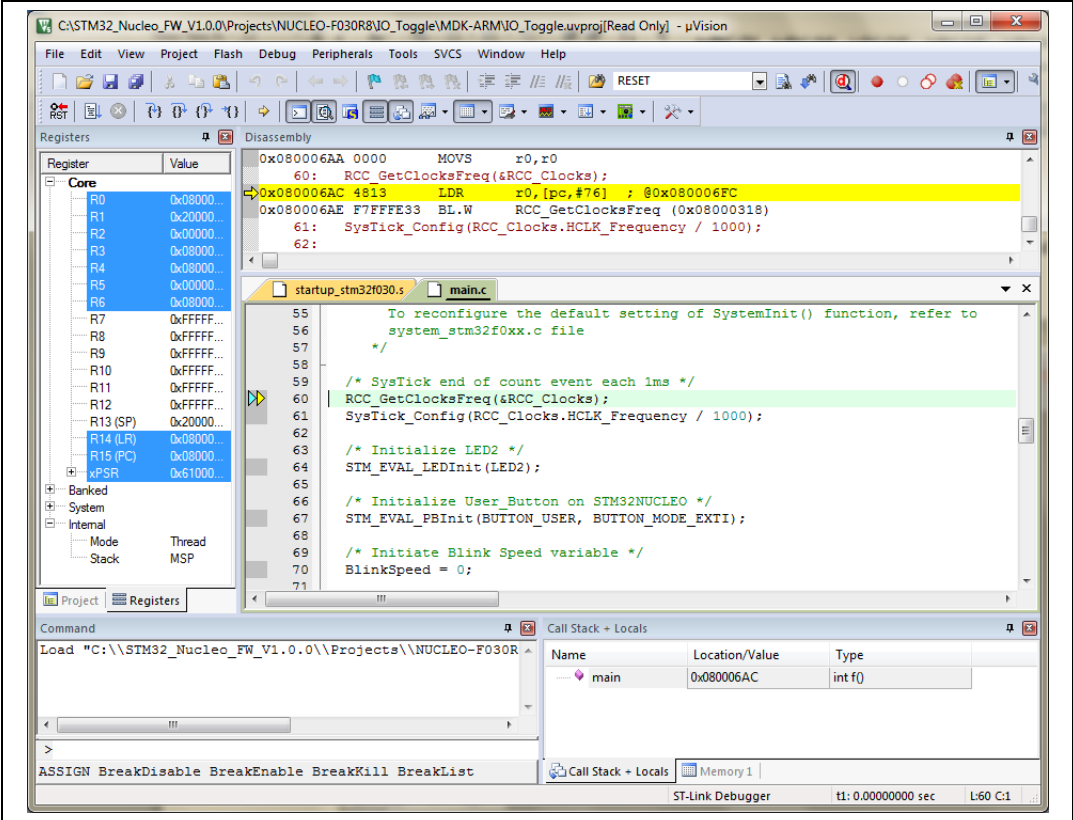 C:\STM32_Nucleo_FW_V1.0.0\Projects\NUCLEO-F030R8\IO_Toggle\MDK-ARM\IO_Toggle.uvproj[Read Only] - µVision
File Edit View Project Flash Debug Peripherals Tools SVCS Window Help
RESET
RST
Registers
Register Value
Core
R0 0x08000...
R1 0x20000...
R2 0x00000...
R3 0x08000...
R4 0x08000...
R5 0x00000...
R6 0x08000...
R7 0xFFFFF...
R8 0xFFFFF...
R9 0xFFFFF...
R10 0xFFFFF...
R11 0xFFFFF...
R12 0xFFFFF...
R13 (SP) 0x20000...
R14 (LR) 0x08000...
R15 (PC) 0x08000...
xPSR 0x61000...
Banked
System
Internal
Mode Thread
Stack MSP
Project Registers
Disassembly
0x080006AA 0000 MOVS r0,r0
60: RCC_GetClocksFreq(&RCC_Clocks);
0x080006AC 4813 LDR r0,[pc,#76] ; @0x080006FC
0x080006AE F7FFFE33 BL.W RCC_GetClocksFreq (0x08000318)
61: SysTick_Config(RCC_Clocks.HCLK_Frequency / 1000);
62:
startup_stm32f030.s main.c
55 To reconfigure the default setting of SystemInit() function, refer to
56 system_stm32f0xx.c file
57 */
58
59 /* SysTick end of count event each 1ms */
60 RCC_GetClocksFreq(&RCC_Clocks);
61 SysTick_Config(RCC_Clocks.HCLK_Frequency / 1000);
62
63 /* Initialize LED2 */
64 STM_EVAL_LEDInit(LED2);
65
66 /* Initialize User_Button on STM32NUCLEO */
67 STM_EVAL_PBInit(BUTTON_USER, BUTTON_MODE_EXTI);
68
69 /* Initiate Blink Speed variable */
70 BlinkSpeed = 0;
71
Command
Load "C:\\STM32_Nucleo_FW_V1.0.0\\Projects\\NUCLEO-F030R
>
ASSIGN BreakDisable BreakEnable BreakKill BreakList
Call Stack + Locals
Name Location/Value Type
main 0x080006AC int f()
Call Stack + Locals Memory 1
ST-Link Debugger t1: 0.00000000 sec L:60 C:1